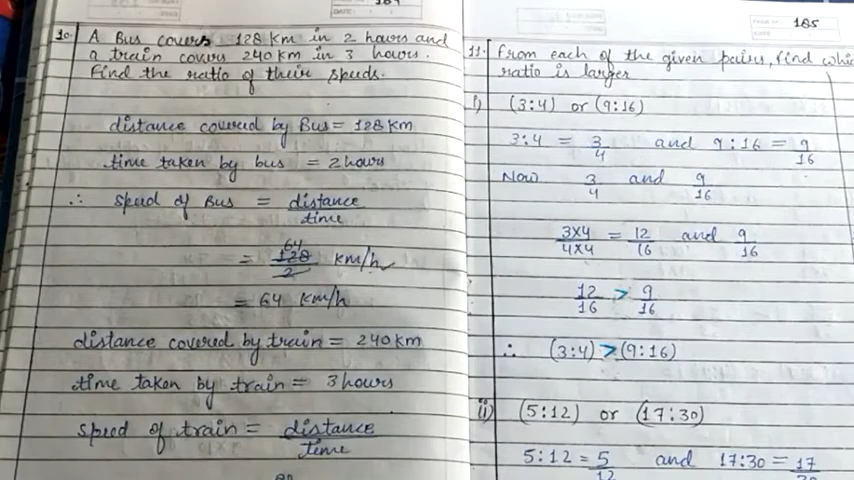 184
DATE:
10. A Bus covers 128 Km in 2 hours and
a train covers 240 Km in 3 hours.
Find the ratio of their speeds.
distance covered by Bus = 128 Km
time taken by bus = 2 hours
∴ speed of Bus = distance
time
64
= 128 Km/h
2
= 64 Km/h
distance covered by train = 240 Km
time taken by train = 3 hours
speed of train = distance
time
80
185
DATE
11. From each of the given pairs, find
ratio is larger
i) (3:4) or (9:16)
3:4 = 3/4 and 9:16 = 9/16
Now 3/4 and 9/16
3×4/4×4 = 12/16 and 9/16
12/16 > 9/16
∴ (3:4) > (9:16)
ii) (5:12) or (17:30)
5:12 = 5/12 and 17:30 = 17